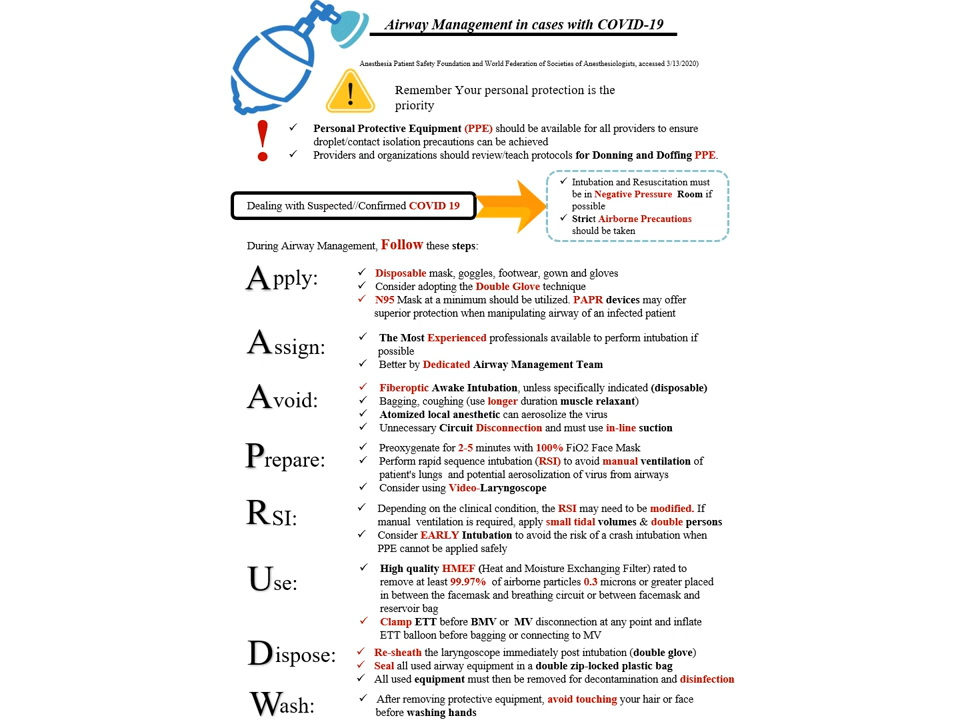 Airway Management in cases with COVID-19
Anesthesia Patient Safety Foundation and World Federation of Societies of Anesthesiologists, accessed 3/13/2020)
!
Remember Your personal protection is the
priority
!
✓ Personal Protective Equipment (PPE) should be available for all providers to ensure
droplet/contact isolation precautions can be achieved
✓ Providers and organizations should review/teach protocols for Donning and Doffing PPE.
Dealing with Suspected//Confirmed COVID 19
✓ Intubation and Resuscitation must
be in Negative Pressure Room if
possible
✓ Strict Airborne Precautions
should be taken
During Airway Management, Follow these steps:
Apply:
✓ Disposable mask, goggles, footwear, gown and gloves
✓ Consider adopting the Double Glove technique
✓ N95 Mask at a minimum should be utilized. PAPR devices may offer
superior protection when manipulating airway of an infected patient
Assign:
✓ The Most Experienced professionals available to perform intubation if
possible
✓ Better by Dedicated Airway Management Team
Avoid:
✓ Fiberoptic Awake Intubation, unless specifically indicated (disposable)
✓ Bagging, coughing (use longer duration muscle relaxant)
✓ Atomized local anesthetic can aerosolize the virus
✓ Unnecessary Circuit Disconnection and must use in-line suction
Prepare:
✓ Preoxygenate for 2-5 minutes with 100% FiO2 Face Mask
✓ Perform rapid sequence intubation (RSI) to avoid manual ventilation of
patient's lungs and potential aerosolization of virus from airways
✓ Consider using Video-Laryngoscope
RSI:
✓ Depending on the clinical condition, the RSI may need to be modified. If
manual ventilation is required, apply small tidal volumes & double persons
✓ Consider EARLY Intubation to avoid the risk of a crash intubation when
PPE cannot be applied safely
Use:
✓ High quality HMEF (Heat and Moisture Exchanging Filter) rated to
remove at least 99.97% of airborne particles 0.3 microns or greater placed
in between the facemask and breathing circuit or between facemask and
reservoir bag
✓ Clamp ETT before BMV or MV disconnection at any point and inflate
ETT balloon before bagging or connecting to MV
Dispose:
✓ Re-sheath the laryngoscope immediately post intubation (double glove)
✓ Seal all used airway equipment in a double zip-locked plastic bag
✓ All used equipment must then be removed for decontamination and disinfection
Wash:
✓ After removing protective equipment, avoid touching your hair or face
before washing hands